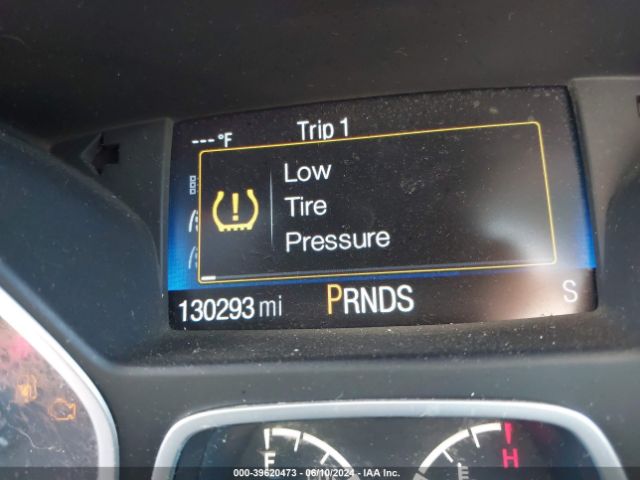 ---°F Trip 1
Low
Tire
Pressure
130293 mi PRNDS S
F H
E
000-39620473 - 06/10/2024 - IAA Inc.